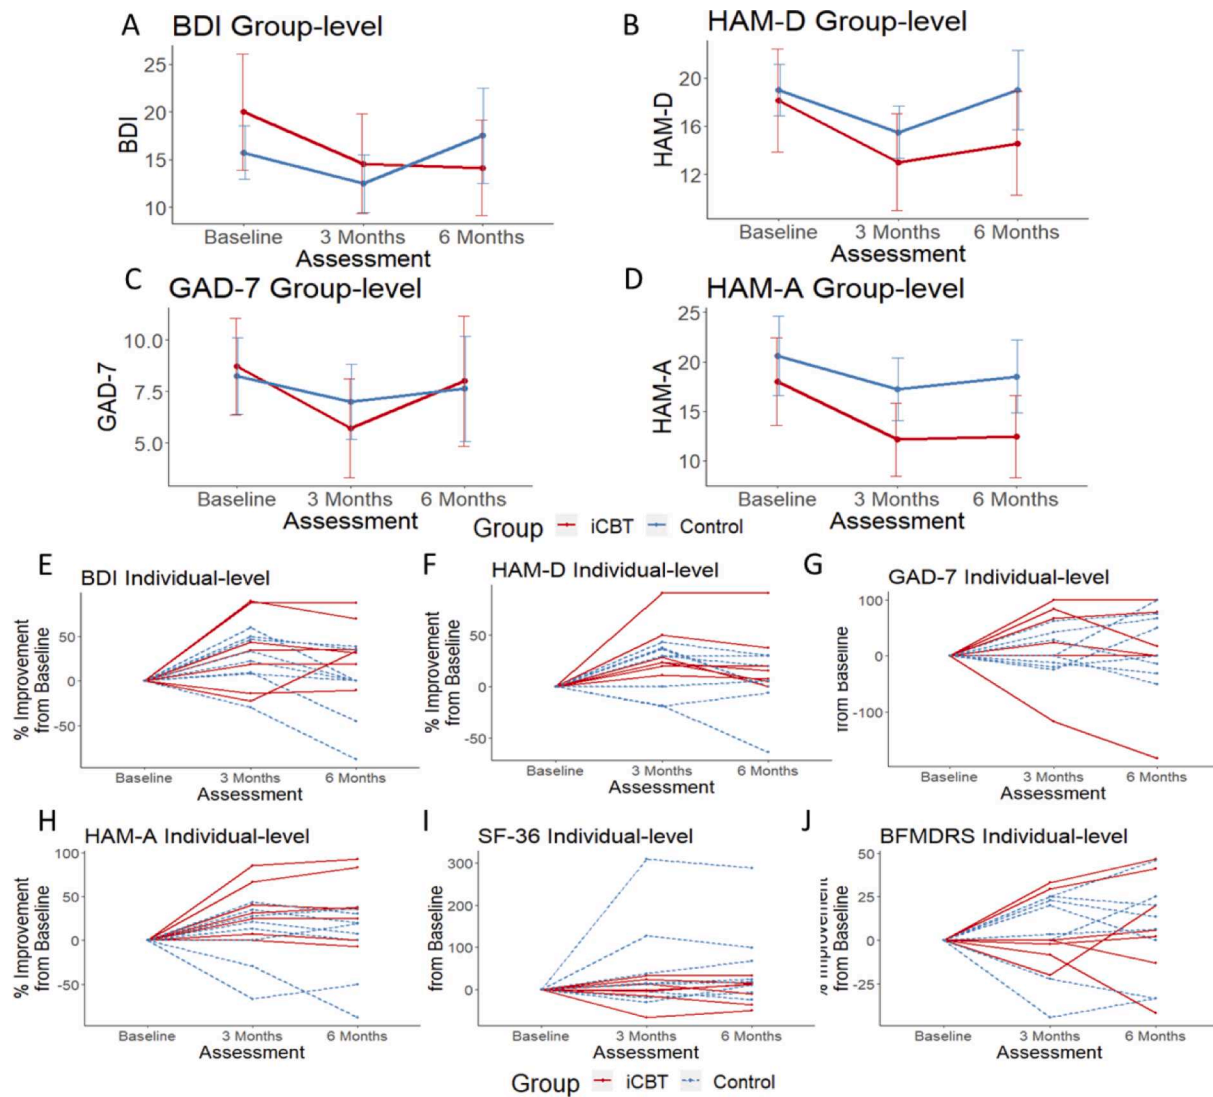 A
BDI Group-level
25
20
15
10
BDI
Baseline
3 Months
6 Months
Assessment
B
HAM-D Group-level
20
16
12
HAM-D
Baseline
3 Months
6 Months
Assessment
C
GAD-7 Group-level
10.0
7.5
5.0
GAD-7
Baseline
3 Months
6 Months
Assessment
D
HAM-A Group-level
25
20
15
10
HAM-A
Baseline
3 Months
6 Months
Assessment
Group iCBT Control
E
BDI Individual-level
50
0
-50
% Improvement
from Baseline
Baseline
3 Months
6 Months
Assessment
F
HAM-D Individual-level
50
0
-50
% Improvement
from Baseline
Baseline
3 Months
6 Months
Assessment
G
GAD-7 Individual-level
100
0
-100
from Baseline
Baseline
3 Months
6 Months
Assessment
H
HAM-A Individual-level
100
50
0
-50
% Improvement
from Baseline
Baseline
3 Months
6 Months
Assessment
I
SF-36 Individual-level
300
200
100
0
from Baseline
Baseline
3 Months
6 Months
Assessment
J
BFMDRS Individual-level
50
25
0
-25
% Improvement
from Baseline
Baseline
3 Months
6 Months
Assessment
Group iCBT Control